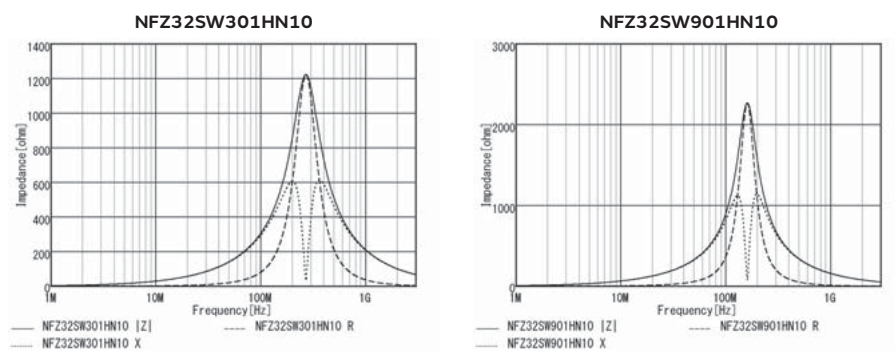 NFZ32SW301HN10
1400
1200
1000
800
600
400
200
0
Impedance[ohm]
1M
10M
100M
1G
Frequency[Hz]
NFZ32SW301HN10 |Z|
NFZ32SW301HN10 R
NFZ32SW301HN10 X
NFZ32SW901HN10
3000
2000
1000
0
Impedance[ohm]
1M
10M
100M
1G
Frequency[Hz]
NFZ32SW901HN10 |Z|
NFZ32SW901HN10 R
NFZ32SW901HN10 X